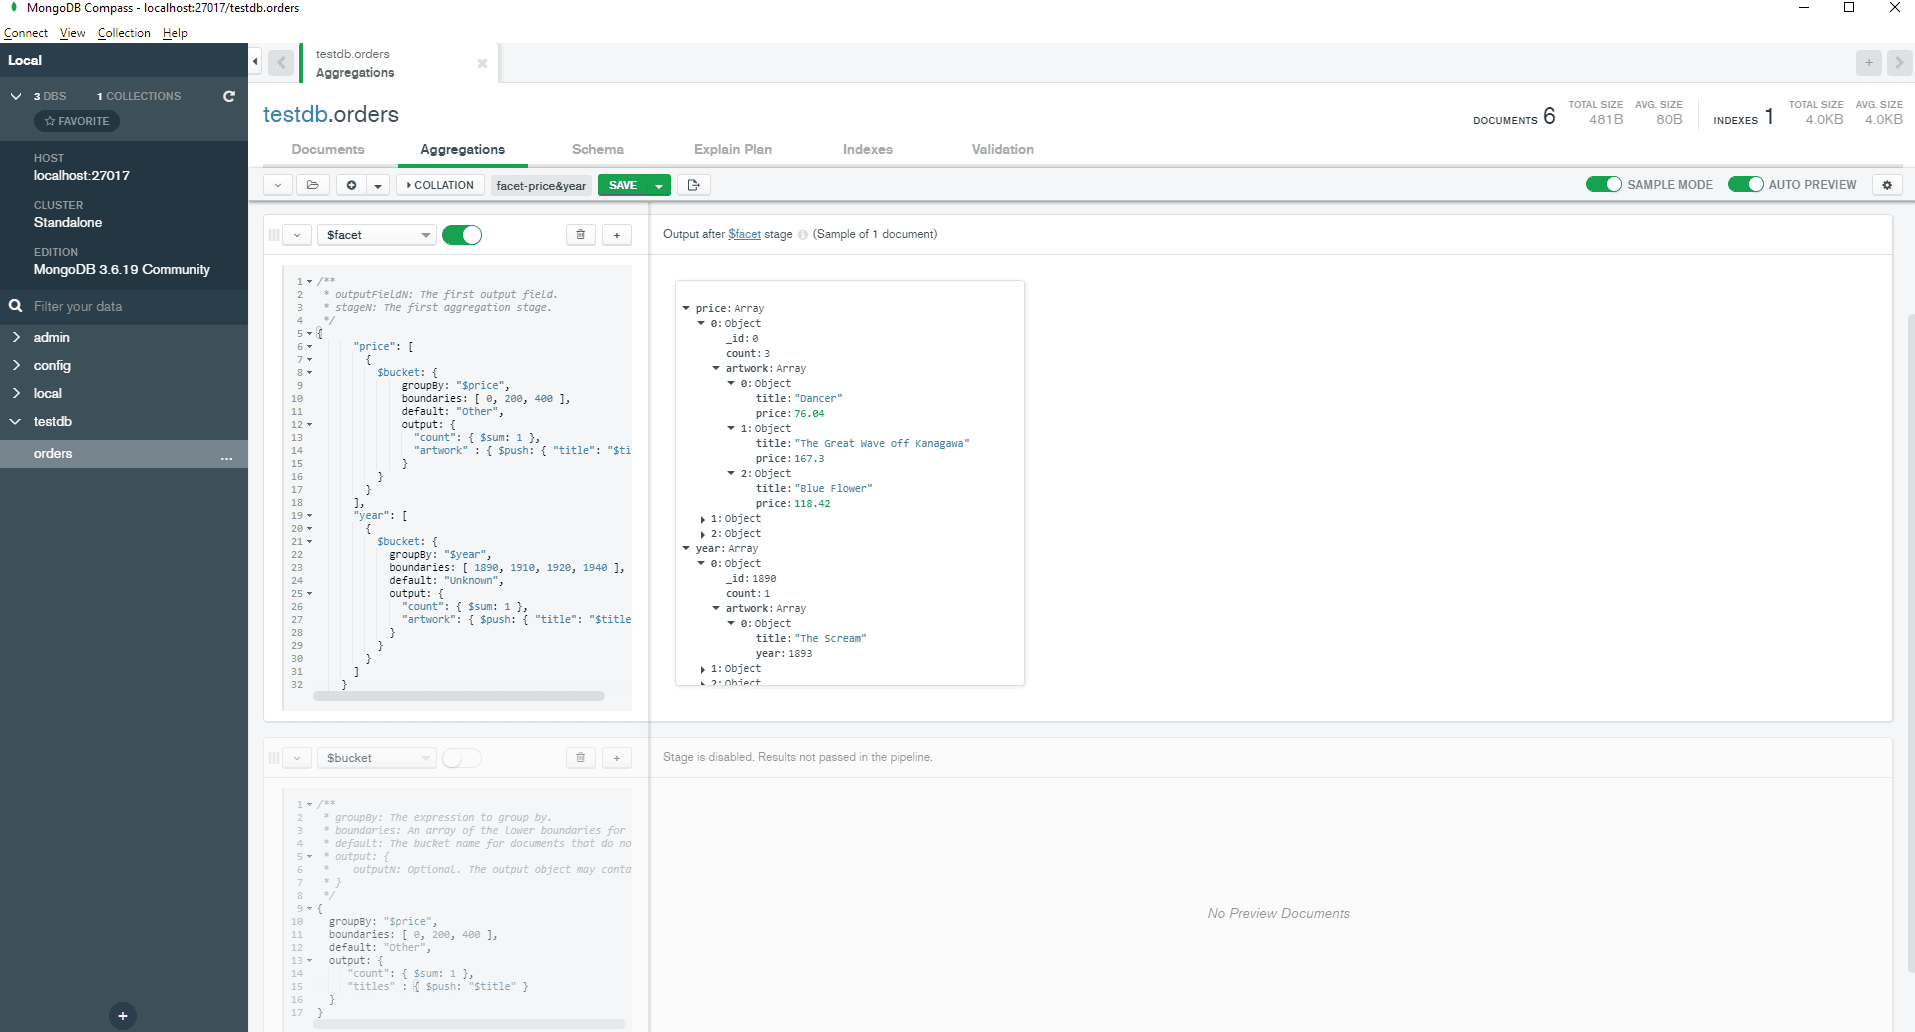 MongoDB Compass - localhost:27017/testdb.orders
Connect View Collection Help
Local
3 DBS 1 COLLECTIONS
FAVORITE
HOST
localhost:27017
CLUSTER
Standalone
EDITION
MongoDB 3.6.19 Community
Filter your data
admin
config
local
testdb
orders ...
testdb.orders
Aggregations
testdb.orders
DOCUMENTS 6 TOTAL SIZE 481B AVG. SIZE 80B INDEXES 1 TOTAL SIZE 4.0KB AVG. SIZE 4.0KB
Documents Aggregations Schema Explain Plan Indexes Validation
COLLATION facet-price&year SAVE SAMPLE MODE AUTO PREVIEW
$facet
1 /**
2 * outputFieldN: The first output field.
3 * stageN: The first aggregation stage.
4 */
5 {
6 "price": [
7 {
8 $bucket: {
9 groupBy: "$price",
10 boundaries: [ 0, 200, 400 ],
11 default: "Other",
12 output: {
13 "count": { $sum: 1 },
14 "artwork" : { $push: { "title": "$ti
15 }
16 }
17 }
18 ],
19 "year": [
20 {
21 $bucket: {
22 groupBy: "$year",
23 boundaries: [ 1890, 1910, 1920, 1940 ],
24 default: "Unknown",
25 output: {
26 "count": { $sum: 1 },
27 "artwork": { $push: { "title": "$title
28 }
29 }
30 }
31 ]
32 }
Output after $facet stage (Sample of 1 document)
price: Array
0: Object
_id: 0
count: 3
artwork: Array
0: Object
title: "Dancer"
price: 76.04
1: Object
title: "The Great Wave off Kanagawa"
price: 167.3
2: Object
title: "Blue Flower"
price: 118.42
1: Object
2: Object
year: Array
0: Object
_id: 1890
count: 1
artwork: Array
0: Object
title: "The Scream"
year: 1893
1: Object
2: Object
$bucket
1 /**
2 * groupBy: The expression to group by.
3 * boundaries: An array of the lower boundaries for
4 * default: The bucket name for documents that do no
5 * output: {
6 * outputN: Optional. The output object may conta
7 * }
8 */
9 {
10 groupBy: "$price",
11 boundaries: [ 0, 200, 400 ],
12 default: "Other",
13 output: {
14 "count": { $sum: 1 },
15 "titles" : { $push: "$title" }
16 }
17 }
Stage is disabled. Results not passed in the pipeline.
No Preview Documents